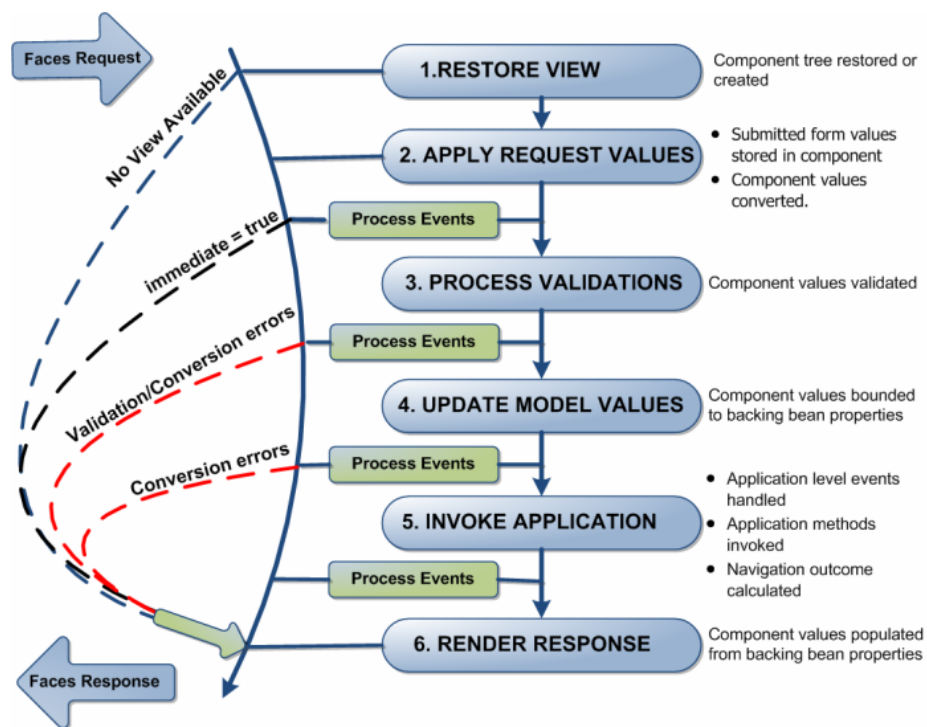 Faces Request
1.RESTORE VIEW
Component tree restored or
created
No View Available
2. APPLY REQUEST VALUES
• Submitted form values
stored in component
• Component values
converted.
immediate = true
Process Events
3. PROCESS VALIDATIONS
Component values validated
Validation/Conversion errors
Process Events
4. UPDATE MODEL VALUES
Component values bounded
to backing bean properties
Conversion errors
Process Events
5. INVOKE APPLICATION
• Application level events
handled
• Application methods
invoked
• Navigation outcome
calculated
Process Events
6. RENDER RESPONSE
Component values populated
from backing bean properties
Faces Response